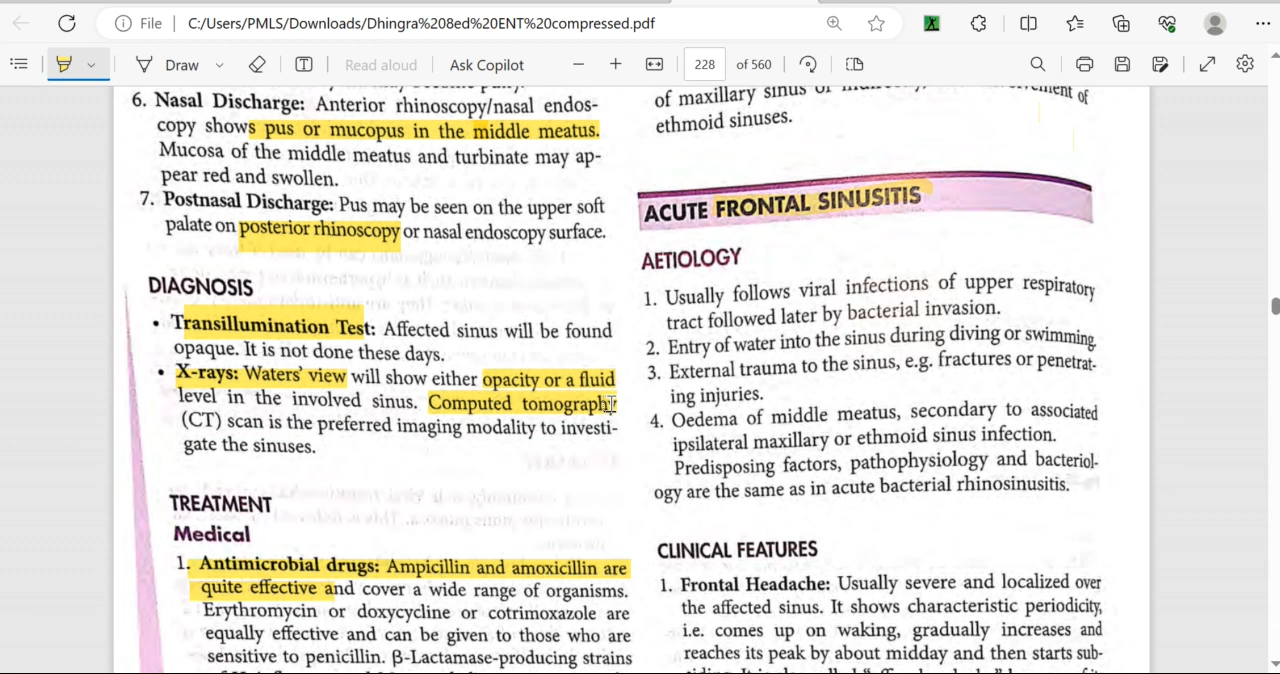 File
C:/Users/PMLS/Downloads/Dhingra%208ed%20ENT%20compressed.pdf
Draw
Read aloud
Ask Copilot
228
of 560
6. Nasal Discharge: Anterior rhinoscopy/nasal endos-
copy shows pus or mucopus in the middle meatus.
Mucosa of the middle meatus and turbinate may ap-
pear red and swollen.
7. Postnasal Discharge: Pus may be seen on the upper soft
palate on posterior rhinoscopy or nasal endoscopy surface.
DIAGNOSIS
• Transillumination Test: Affected sinus will be found
opaque. It is not done these days.
• X-rays: Waters' view will show either opacity or a fluid
level in the involved sinus. Computed tomography
(CT) scan is the preferred imaging modality to investi-
gate the sinuses.
TREATMENT
Medical
1. Antimicrobial drugs: Ampicillin and amoxicillin are
quite effective and cover a wide range of organisms.
Erythromycin or doxycycline or cotrimoxazole are
equally effective and can be given to those who are
sensitive to penicillin. β-Lactamase-producing strains
of maxillary sinus or
of
ethmoid sinuses.
ACUTE FRONTAL SINUSITIS
AETIOLOGY
1. Usually follows viral infections of upper respiratory
tract followed later by bacterial invasion.
2. Entry of water into the sinus during diving or swimming.
3. External trauma to the sinus, e.g. fractures or penetrat-
ing injuries.
4. Oedema of middle meatus, secondary to associated
ipsilateral maxillary or ethmoid sinus infection.
Predisposing factors, pathophysiology and bacteriol-
ogy are the same as in acute bacterial rhinosinusitis.
CLINICAL FEATURES
1. Frontal Headache: Usually severe and localized over
the affected sinus. It shows characteristic periodicity,
i.e. comes up on waking, gradually increases and
reaches its peak by about midday and then starts sub-